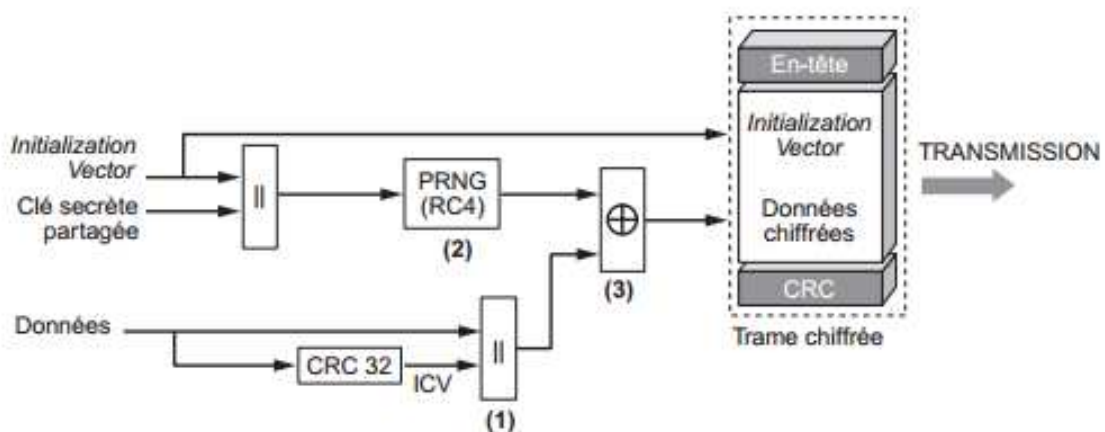 En-tête
Initialization
Vector
Données
chiffrées
CRC
Trame chiffrée
TRANSMISSION
Initialization
Vector
Clé secrète
partagée
||
PRNG
(RC4)
(2)
⊕
(3)
Données
CRC 32
ICV
||
(1)